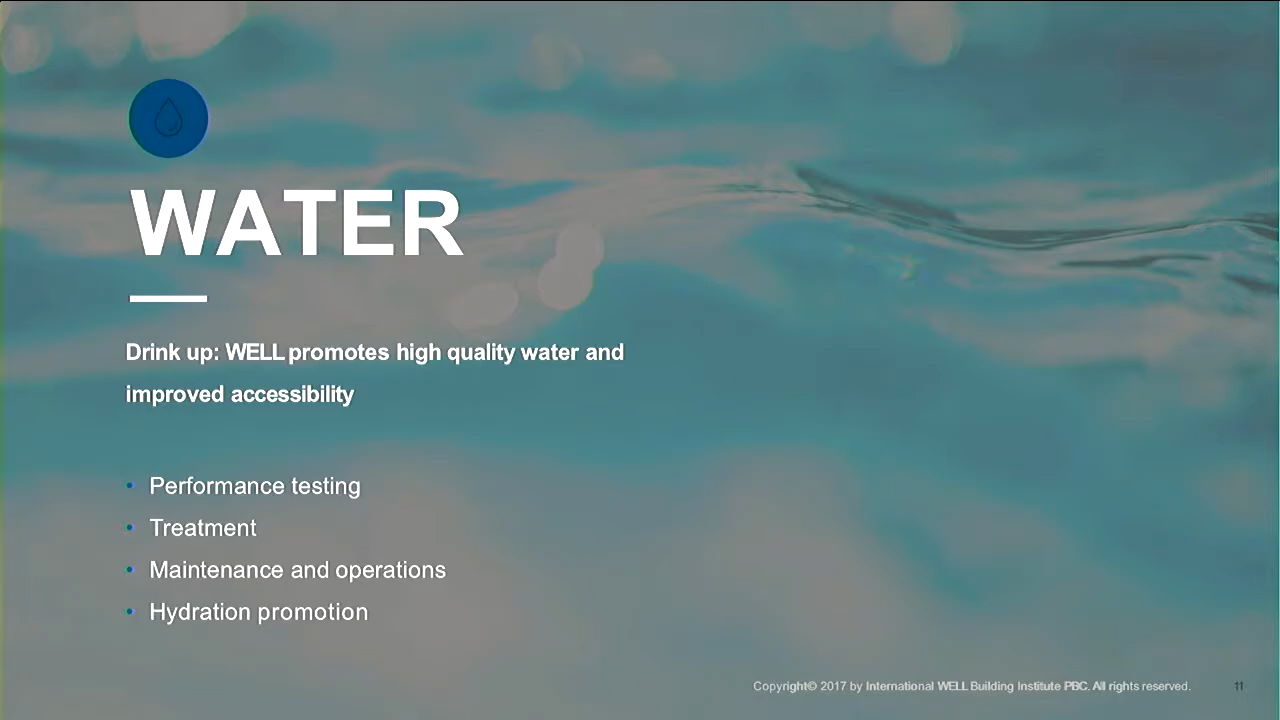 WATER
Drink up: WELL promotes high quality water and
improved accessibility
• Performance testing
• Treatment
• Maintenance and operations
• Hydration promotion
Copyright© 2017 by International WELL Building Institute PBC. All rights reserved.
11